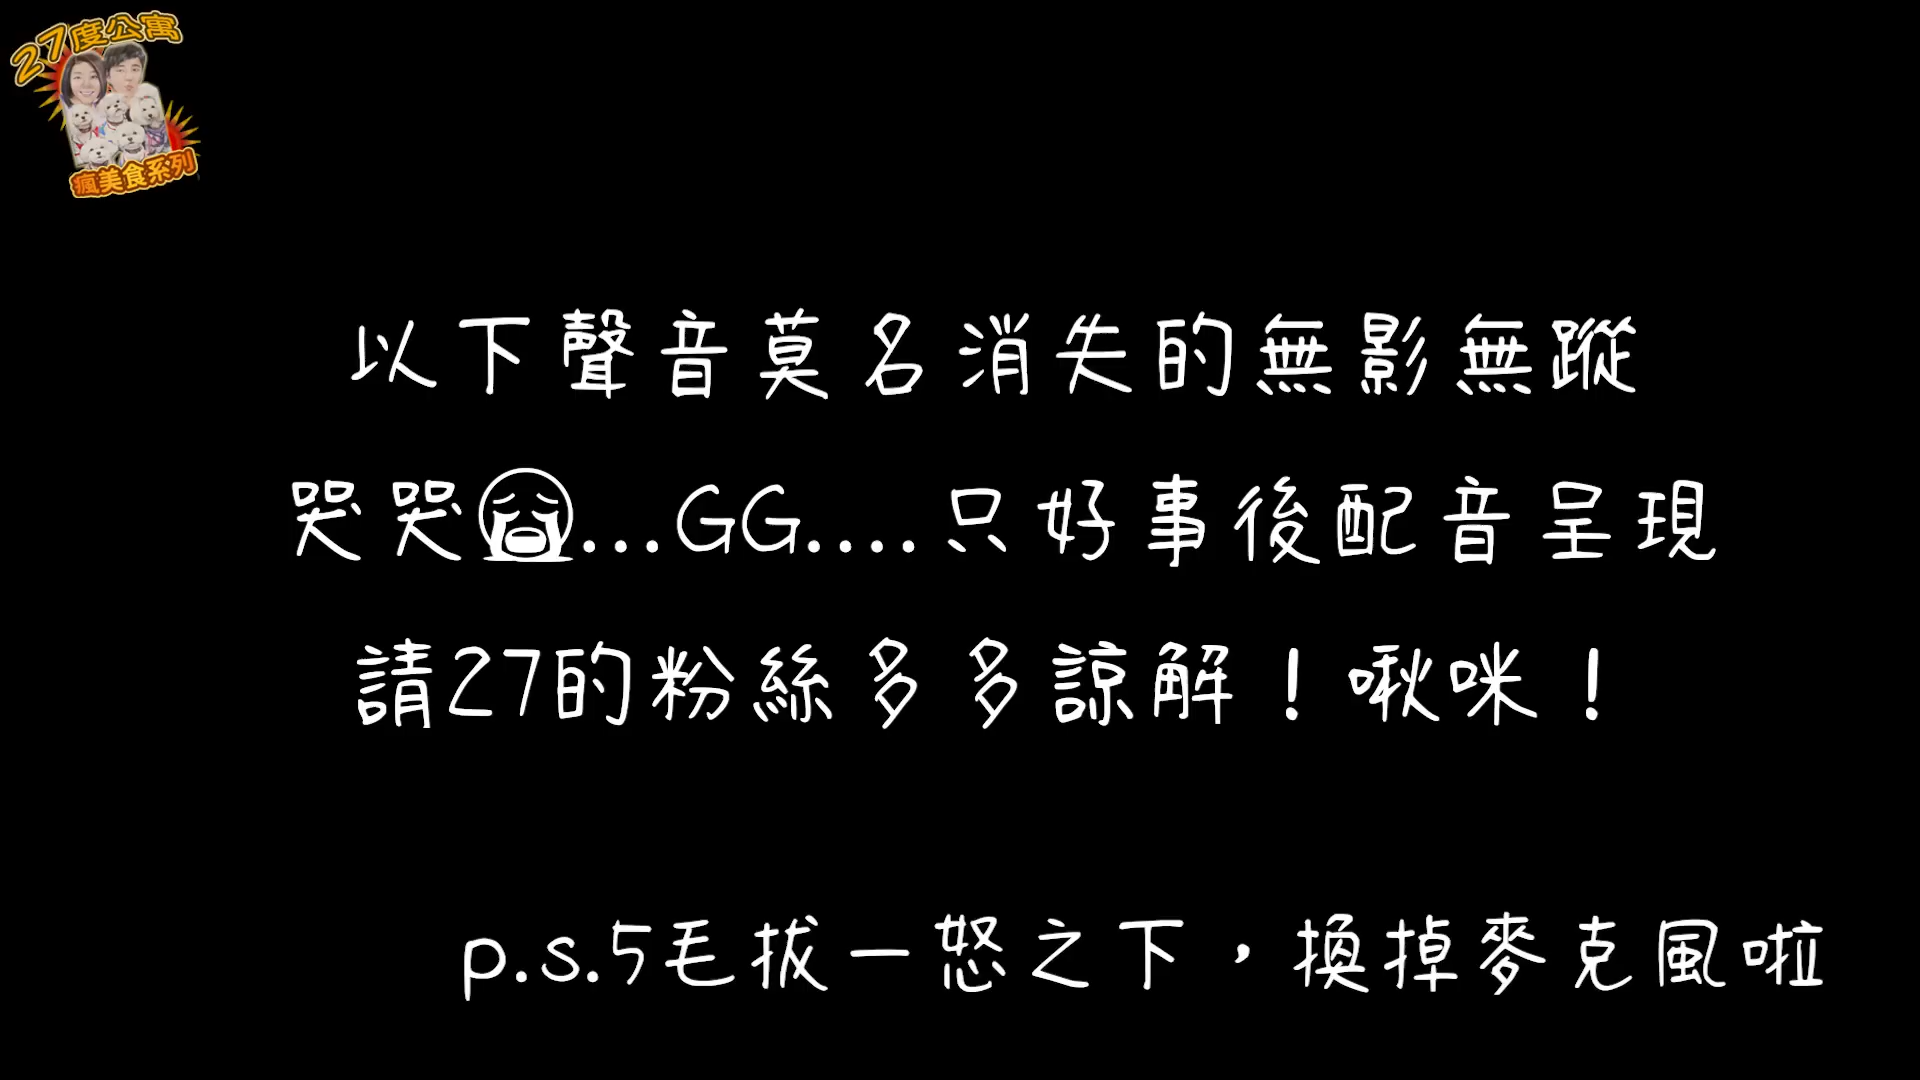 27度公寓
瘋美食系列
以下聲音莫名消失的無影無蹤
哭哭😭...GG....只好事後配音呈現
請27的粉絲多多諒解！啾咪！
p.s.5毛拔一怒之下，換掉麥克風啦